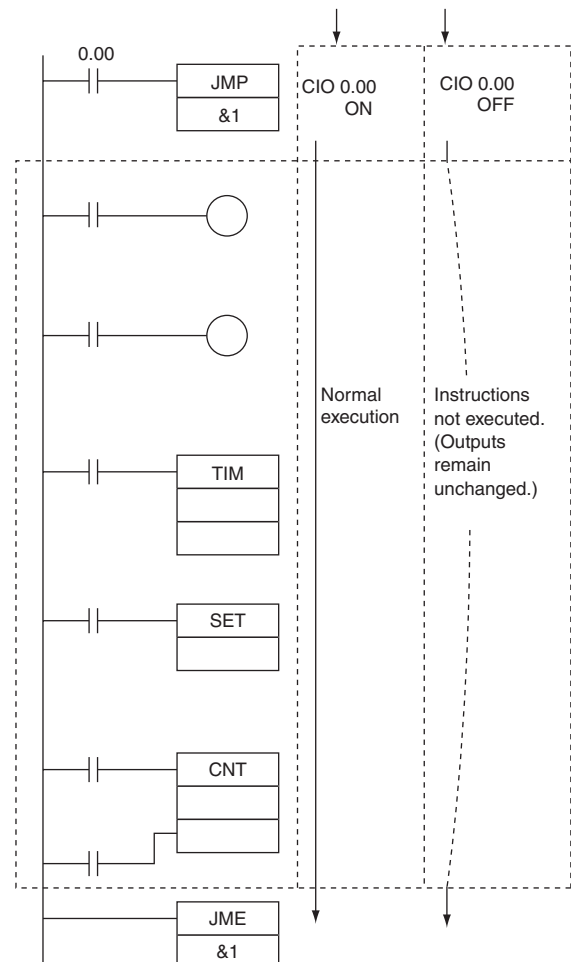 0.00
JMP
&1
CIO 0.00
ON
CIO 0.00
OFF
Normal
execution
Instructions
not executed.
(Outputs
remain
unchanged.)
TIM
SET
CNT
JME
&1